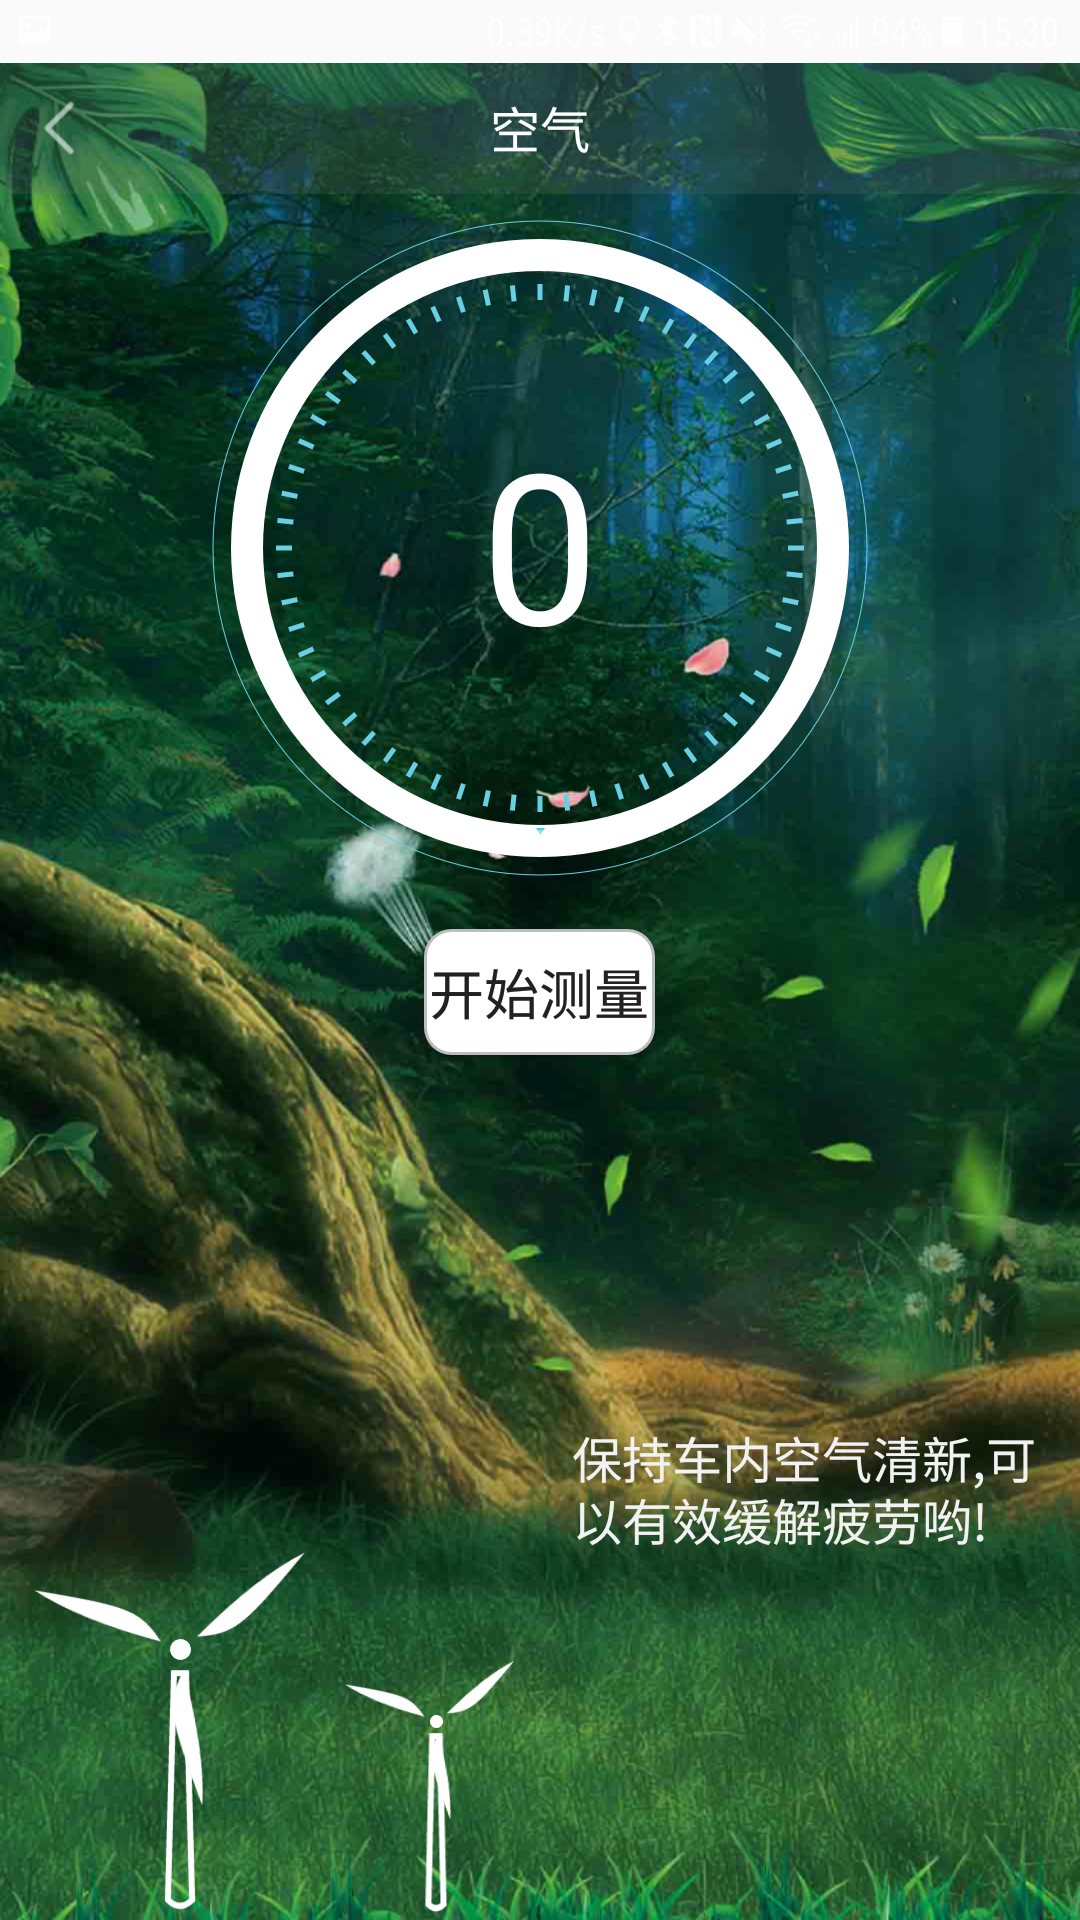 0.39K/s 94% 15:30
空气
0
开始测量
保持车内空气清新,可
以有效缓解疲劳哟!